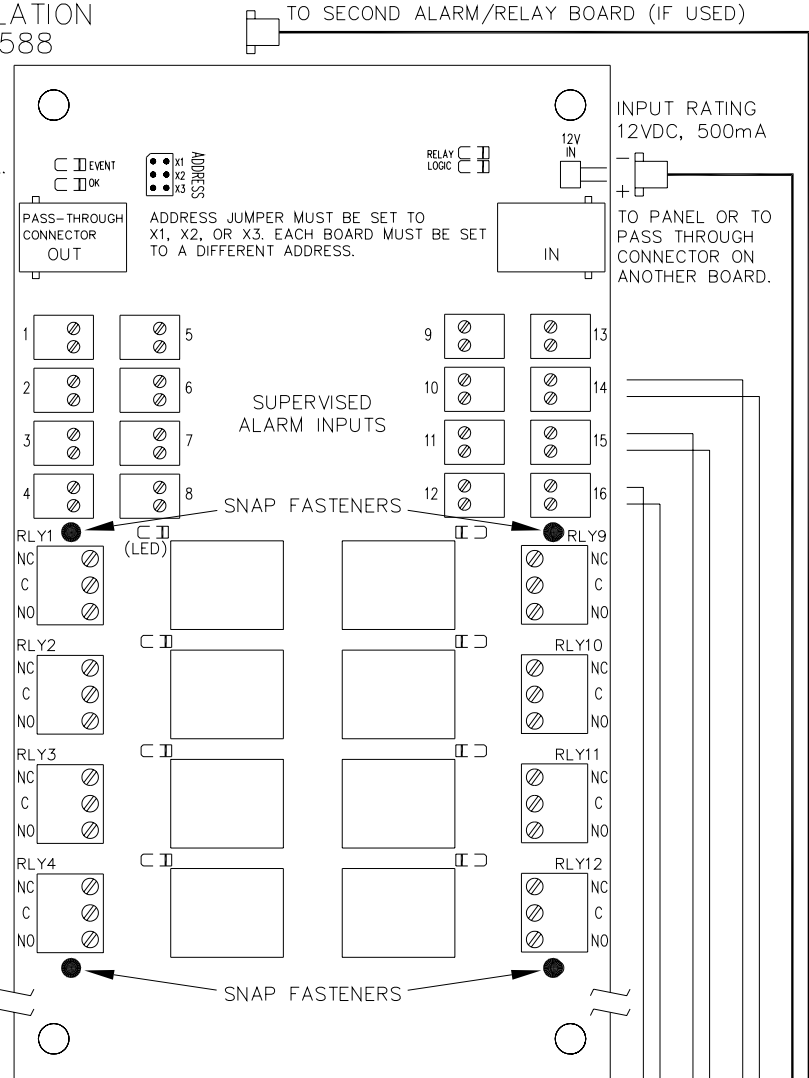 LATION
588
TO SECOND ALARM/RELAY BOARD (IF USED)
INPUT RATING
12VDC, 500mA
12V
IN
−
+
EVENT
OK
X1
X2
X3
ADDRESS
RELAY
LOGIC
PASS-THROUGH
CONNECTOR
OUT
ADDRESS JUMPER MUST BE SET TO
X1, X2, OR X3. EACH BOARD MUST BE SET
TO A DIFFERENT ADDRESS.
IN
TO PANEL OR TO
PASS THROUGH
CONNECTOR ON
ANOTHER BOARD.
1 5 9 13
2 6 10 14
SUPERVISED
ALARM INPUTS
3 7 11 15
4 8 12 16
SNAP FASTENERS
RLY1
(LED)
RLY9
NC NC
C C
NO NO
RLY2 RLY10
NC NC
C C
NO NO
RLY3 RLY11
NC NC
C C
NO NO
RLY4 RLY12
NC NC
C C
NO NO
SNAP FASTENERS